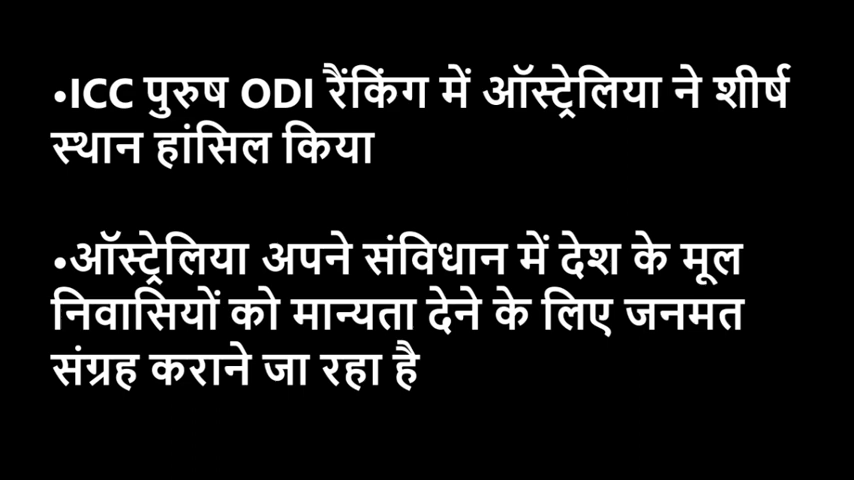 •ICC पुरुष ODI रैंकिंग में ऑस्ट्रेलिया ने शीर्ष
स्थान हांसिल किया
•ऑस्ट्रेलिया अपने संविधान में देश के मूल
निवासियों को मान्यता देने के लिए जनमत
संग्रह कराने जा रहा है